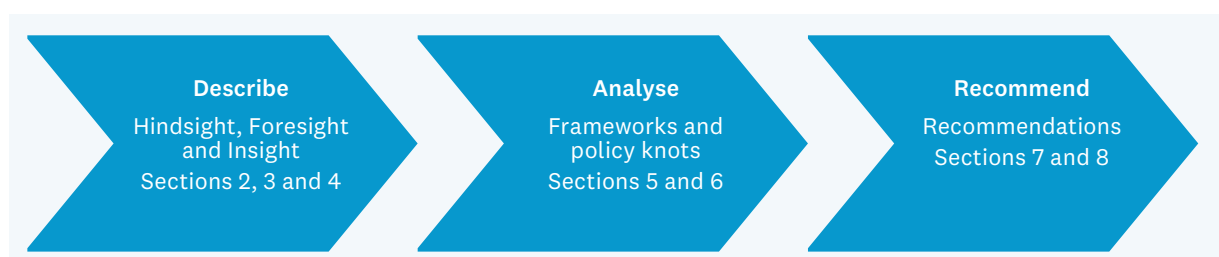 Describe
Hindsight, Foresight
and Insight
Sections 2, 3 and 4
Analyse
Frameworks and
policy knots
Sections 5 and 6
Recommend
Recommendations
Sections 7 and 8